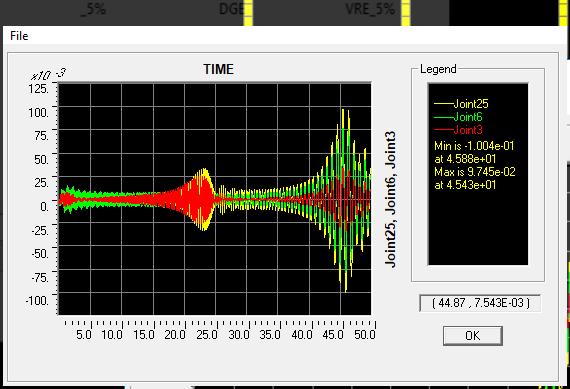 _5%
DGE
VRE_5%
File
TIME
x10 -3
125.
100.
75.
50.
25.
0.
-25.
-50.
-75.
-100.
5.0 10.0 15.0 20.0 25.0 30.0 35.0 40.0 45.0 50.0
Joint25, Joint6, Joint3
Legend
Joint25
Joint6
Joint3
Min is -1.004e-01
at 4.588e+01
Max is 9.745e-02
at 4.543e+01
( 44.87 , 7.543E-03 )
OK